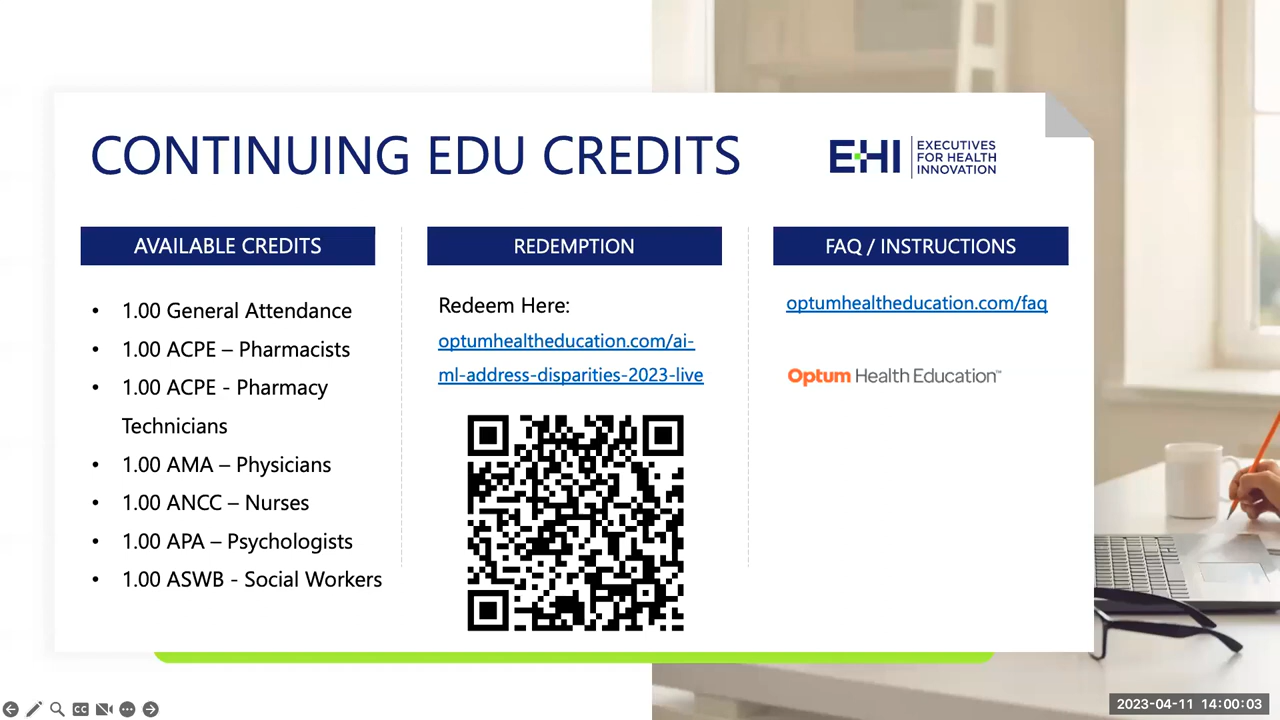 CONTINUING EDU CREDITS
EHI
EXECUTIVES
FOR HEALTH
INNOVATION
AVAILABLE CREDITS
• 1.00 General Attendance
• 1.00 ACPE – Pharmacists
• 1.00 ACPE - Pharmacy
Technicians
• 1.00 AMA – Physicians
• 1.00 ANCC – Nurses
• 1.00 APA – Psychologists
• 1.00 ASWB - Social Workers
REDEMPTION
Redeem Here:
optumhealtheducation.com/ai-
ml-address-disparities-2023-live
FAQ / INSTRUCTIONS
optumhealtheducation.com/faq
Optum Health Education™
CC
2023-04-11 14:00:03